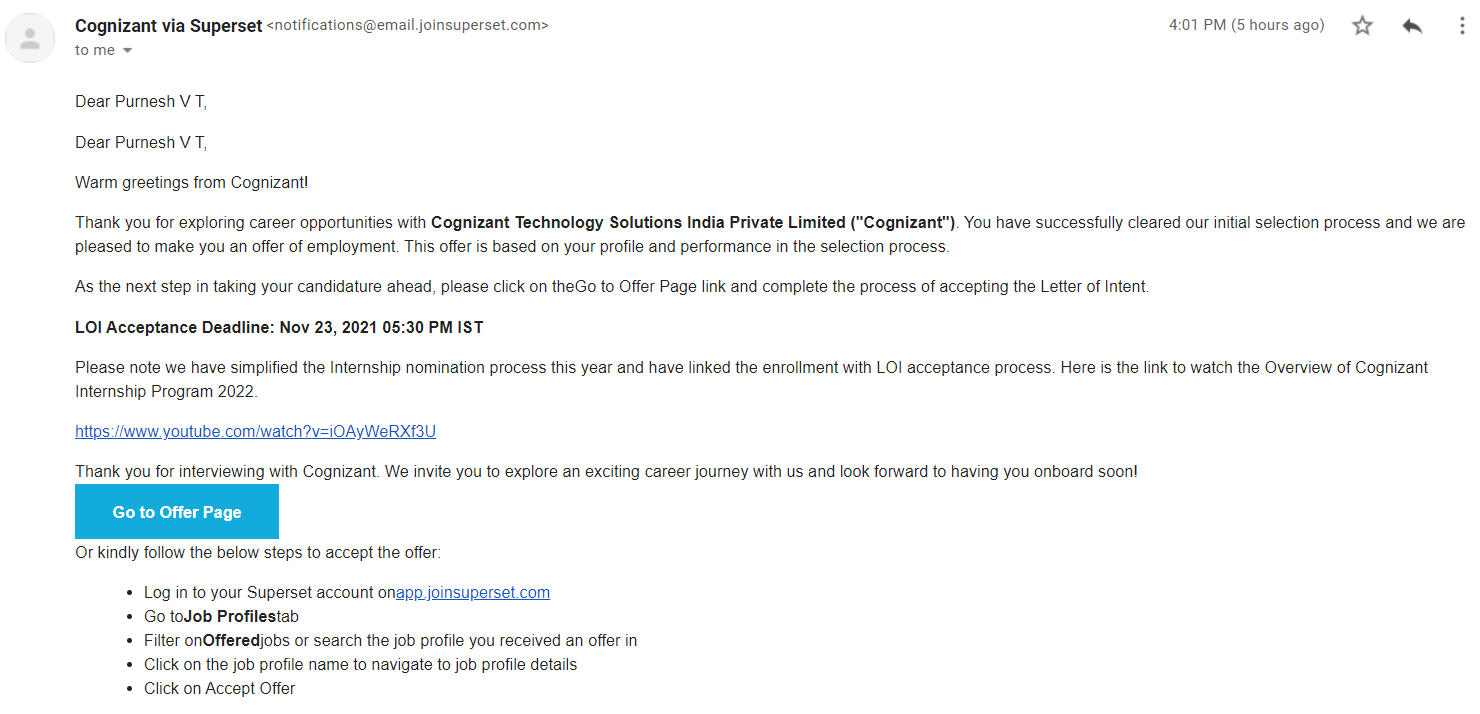 Cognizant via Superset <notifications@email.joinsuperset.com> 4:01 PM (5 hours ago)
to me
Dear Purnesh V T,
Dear Purnesh V T,
Warm greetings from Cognizant!
Thank you for exploring career opportunities with Cognizant Technology Solutions India Private Limited ("Cognizant"). You have successfully cleared our initial selection process and we are
pleased to make you an offer of employment. This offer is based on your profile and performance in the selection process.
As the next step in taking your candidature ahead, please click on theGo to Offer Page link and complete the process of accepting the Letter of Intent.
LOI Acceptance Deadline: Nov 23, 2021 05:30 PM IST
Please note we have simplified the Internship nomination process this year and have linked the enrollment with LOI acceptance process. Here is the link to watch the Overview of Cognizant
Internship Program 2022.
https://www.youtube.com/watch?v=iOAyWeRXf3U
Thank you for interviewing with Cognizant. We invite you to explore an exciting career journey with us and look forward to having you onboard soon!
Go to Offer Page
Or kindly follow the below steps to accept the offer:
• Log in to your Superset account onapp.joinsuperset.com
• Go toJob Profilestab
• Filter onOfferedjobs or search the job profile you received an offer in
• Click on the job profile name to navigate to job profile details
• Click on Accept Offer